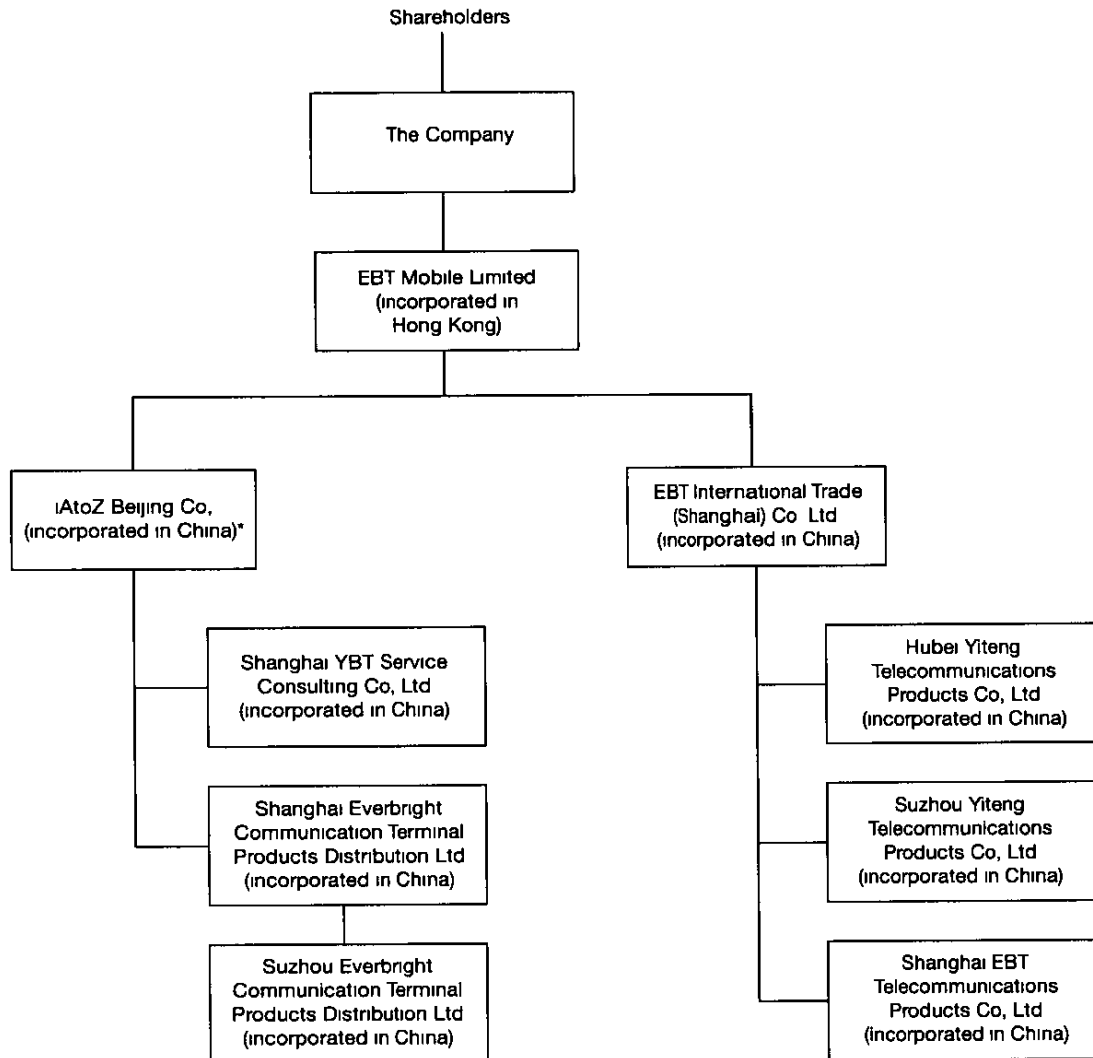 Shareholders
The Company
EBT Mobile Limited
(incorporated in
Hong Kong)
iAtoZ Beijing Co,
(incorporated in China)*
EBT International Trade
(Shanghai) Co Ltd
(incorporated in China)
Shanghai YBT Service
Consulting Co, Ltd
(incorporated in China)
Shanghai Everbright
Communication Terminal
Products Distribution Ltd
(incorporated in China)
Suzhou Everbright
Communication Terminal
Products Distribution Ltd
(incorporated in China)
Hubei Yiteng
Telecommunications
Products Co, Ltd
(incorporated in China)
Suzhou Yiteng
Telecommunications
Products Co, Ltd
(incorporated in China)
Shanghai EBT
Telecommunications
Products Co, Ltd
(incorporated in China)